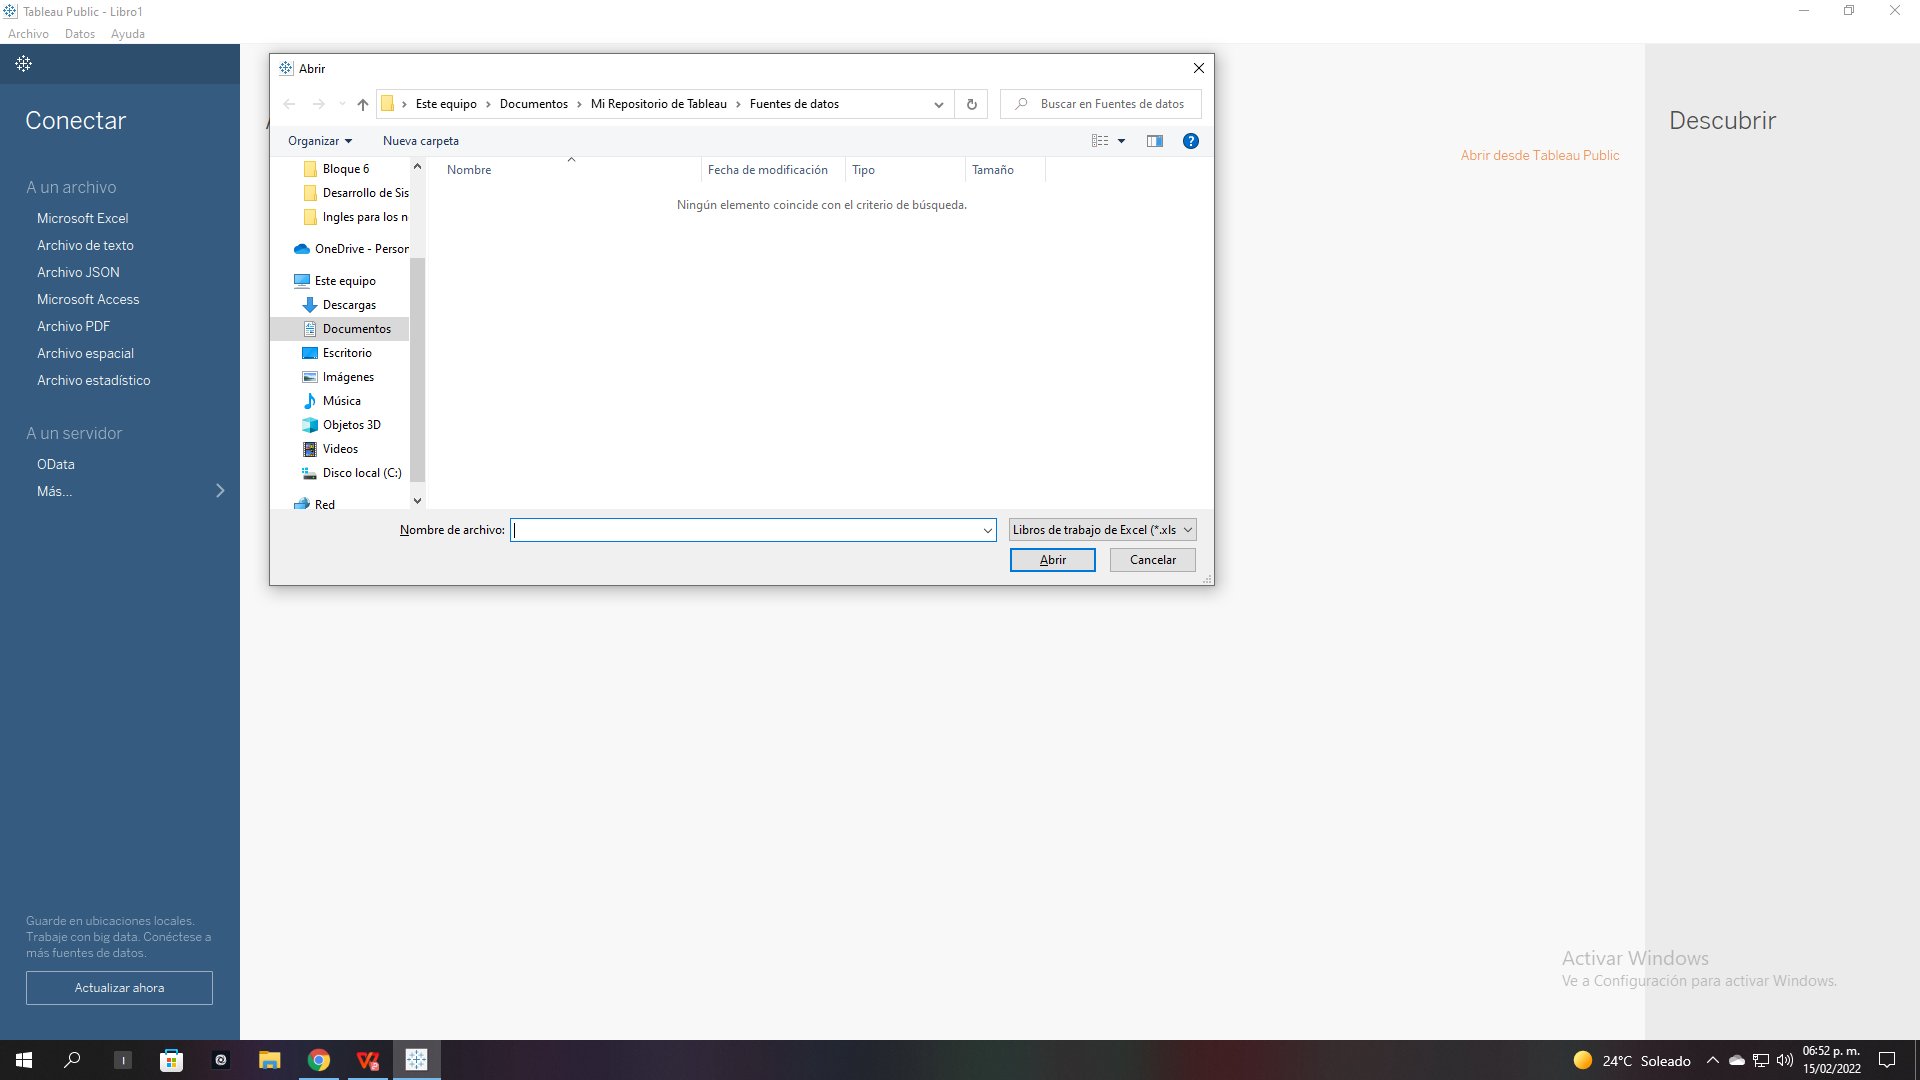 Tableau Public - Libro1
Archivo Datos Ayuda
Conectar
A un archivo
Microsoft Excel
Archivo de texto
Archivo JSON
Microsoft Access
Archivo PDF
Archivo espacial
Archivo estadístico
A un servidor
OData
Más...
Guarde en ubicaciones locales.
Trabaje con big data. Conéctese a
más fuentes de datos.
Actualizar ahora
Abrir
Este equipo > Documentos > Mi Repositorio de Tableau > Fuentes de datos
Buscar en Fuentes de datos
Organizar Nueva carpeta
Bloque 6
Desarrollo de Sis
Ingles para los n
OneDrive - Person
Este equipo
Descargas
Documentos
Escritorio
Imágenes
Música
Objetos 3D
Videos
Disco local (C:)
Red
Nombre Fecha de modificación Tipo Tamaño
Ningún elemento coincide con el criterio de búsqueda.
Nombre de archivo:
Libros de trabajo de Excel (*.xls
Abrir Cancelar
Descubrir
Abrir desde Tableau Public
Activar Windows
Ve a Configuración para activar Windows.
24°C Soleado
06:52 p. m.
15/02/2022